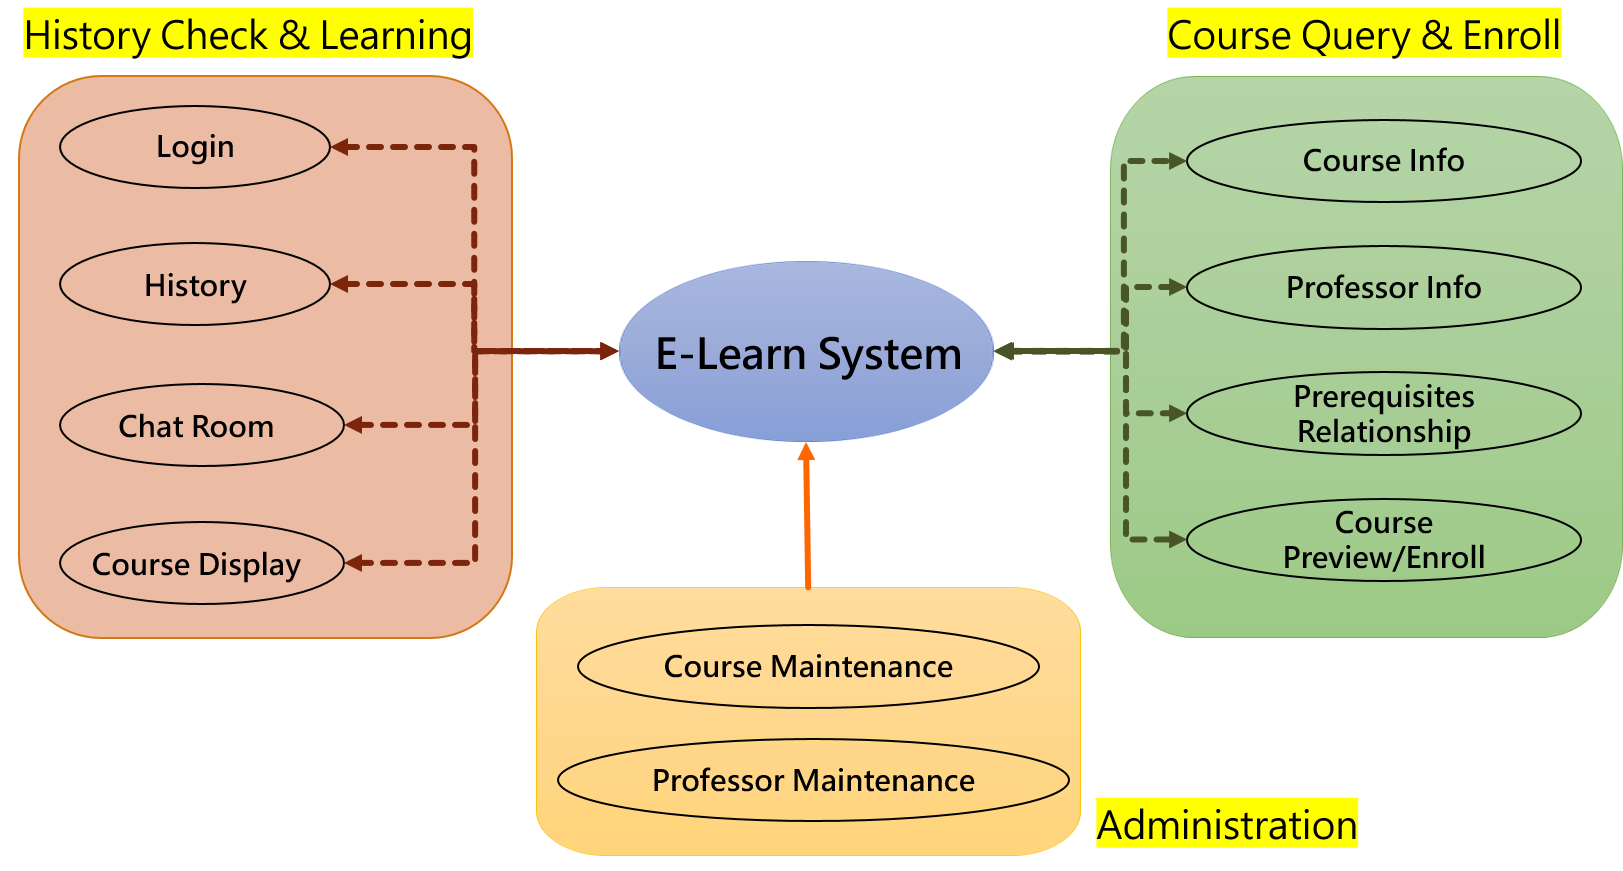 History Check & Learning
Login
History
Chat Room
Course Display
E-Learn System
Course Query & Enroll
Course Info
Professor Info
Prerequisites
Relationship
Course
Preview/Enroll
Course Maintenance
Professor Maintenance
Administration